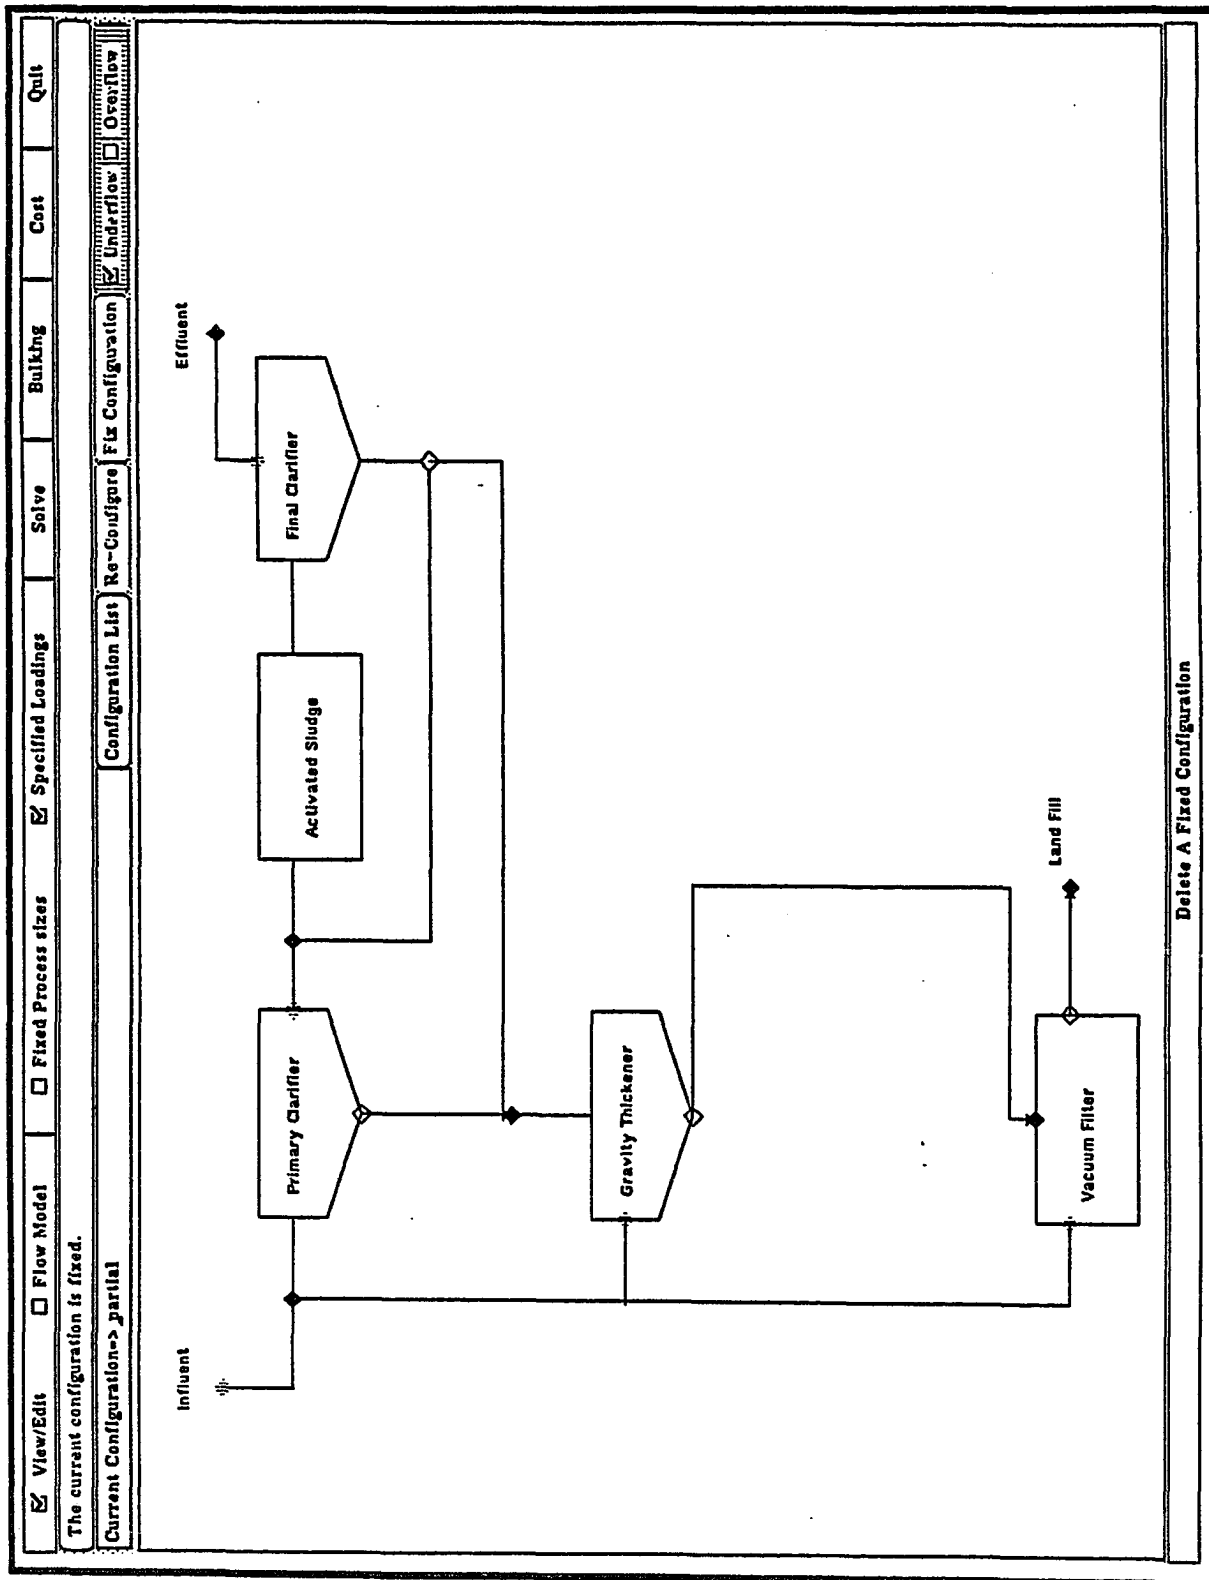 View/Edit Flow Model Fixed Process sizes Specified Loadings Solve Bulking Cost Quit
The current configuration is fixed.
Current Configuration=> partial Configuration List Re-Configure Fix Configuration Underflow Overflow
Influent
Effluent
Primary Clarifier
Activated Sludge
Final Clarifier
Gravity Thickener
Land Fill
Vacuum Filter
Delete A Fixed Configuration